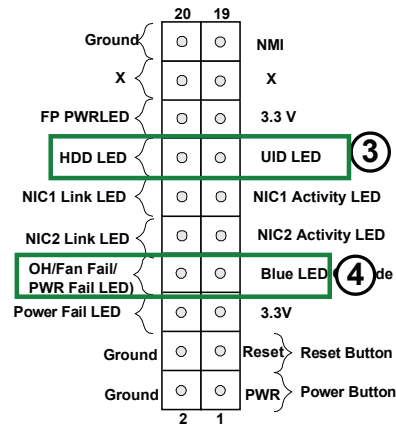 20 19
Ground NMI
X X
FP PWRLED 3.3 V
HDD LED UID LED 3
NIC1 Link LED NIC1 Activity LED
NIC2 Link LED NIC2 Activity LED
OH/Fan Fail/
PWR Fail LED) Blue LED 4 de
Power Fail LED 3.3V
Ground Reset Reset Button
Ground PWR Power Button
2 1